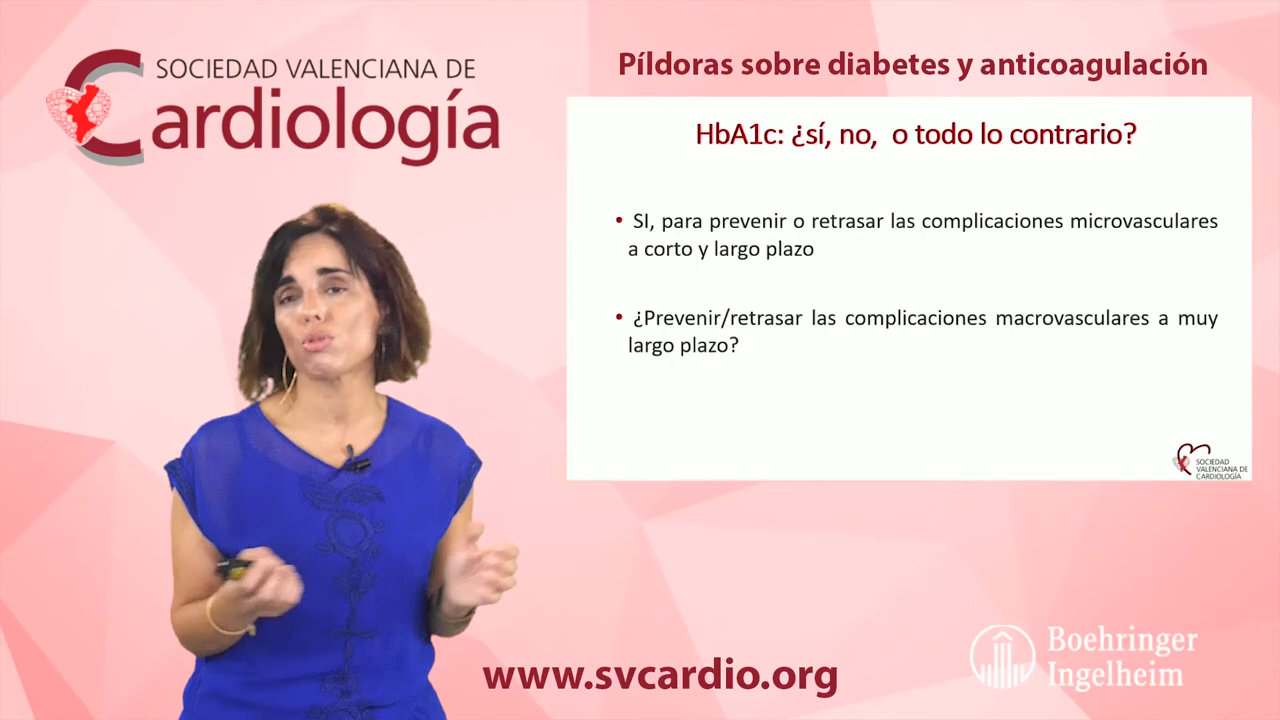 SOCIEDAD VALENCIANA DE
Cardiología
Píldoras sobre diabetes y anticoagulación
HbA1c: ¿sí, no, o todo lo contrario?
• SI, para prevenir o retrasar las complicaciones microvasculares
a corto y largo plazo
• ¿Prevenir/retrasar las complicaciones macrovasculares a muy
largo plazo?
SOCIEDAD
VALENCIANA DE
CARDIOLOGÍA
www.svcardio.org
Boehringer
Ingelheim